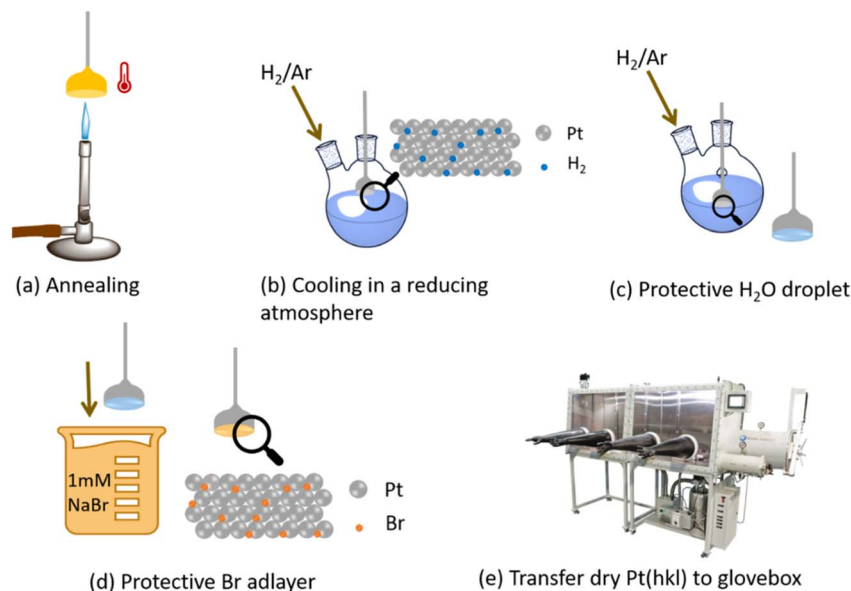 H₂/Ar
Pt
H₂
H₂/Ar
(a) Annealing
(b) Cooling in a reducing
atmosphere
(c) Protective H₂O droplet
1mM
NaBr
Pt
Br
(d) Protective Br adlayer
(e) Transfer dry Pt(hkl) to glovebox